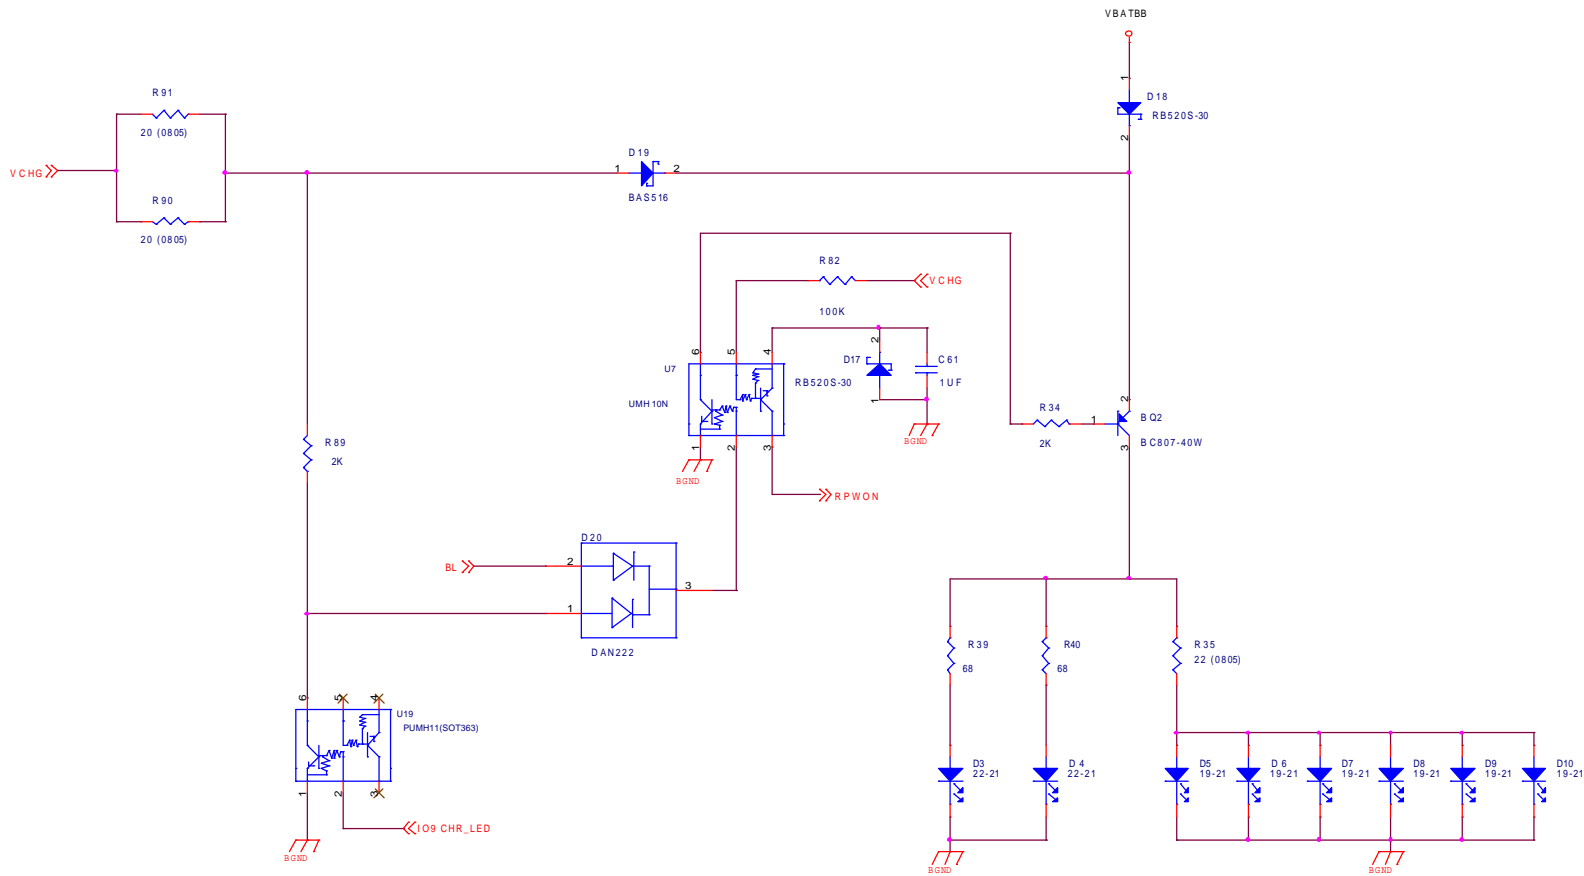 VBATBB
1
D18
RB520S-30
2
R91
20 (0805)
VCHG
R90
20 (0805)
D19
1
2
BAS516
R82
VCHG
100K
6
5
4
U7
UMH10N
2
D17
RB520S-30
1
C61
1UF
BGND
1
2
3
BGND
RPWON
R34
2K
1
2
BQ2
BC807-40W
3
R89
2K
D20
BL
2
1
3
DAN222
R39
68
R40
68
R35
22 (0805)
6
5
4
U19
PUMH11(SOT363)
1
2
3
IO9 CHR_LED
BGND
D3
22-21
D4
22-21
D5
19-21
D6
19-21
D7
19-21
D8
19-21
D9
19-21
D10
19-21
BGND
BGND